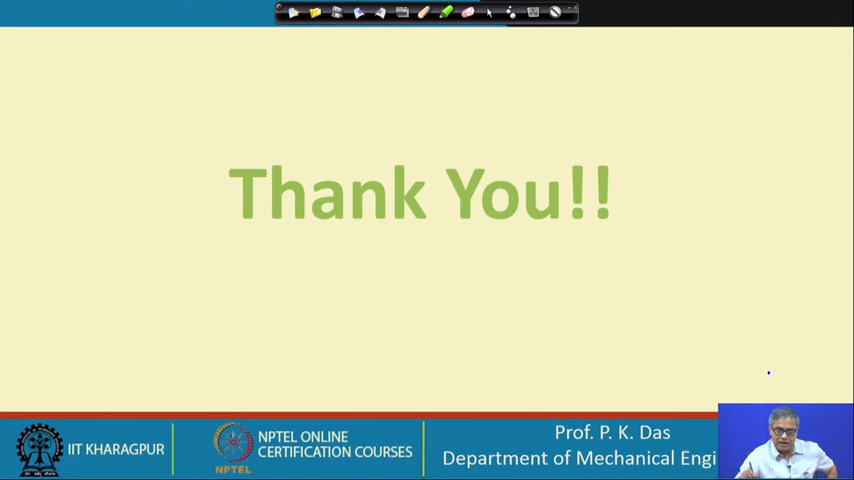 Thank You!!
IIT KHARAGPUR
NPTEL
NPTEL ONLINE
CERTIFICATION COURSES
Prof. P. K. Das
Department of Mechanical Engi